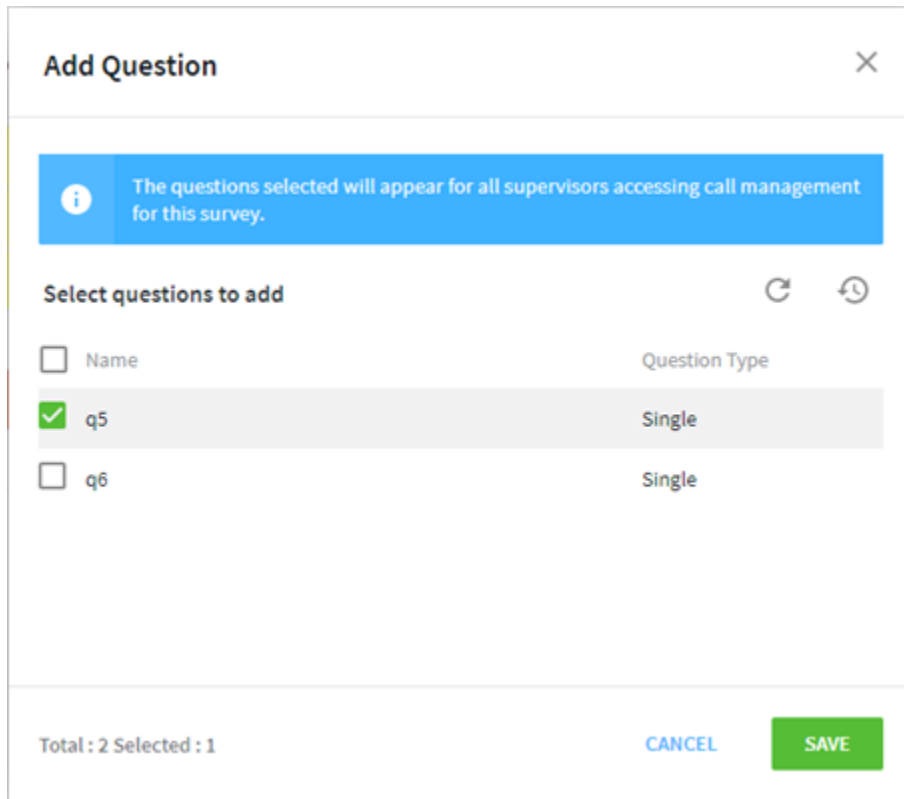 Add Question
The questions selected will appear for all supervisors accessing call management
for this survey.
Select questions to add
Name Question Type
q5 Single
q6 Single
Total : 2 Selected : 1 CANCEL SAVE